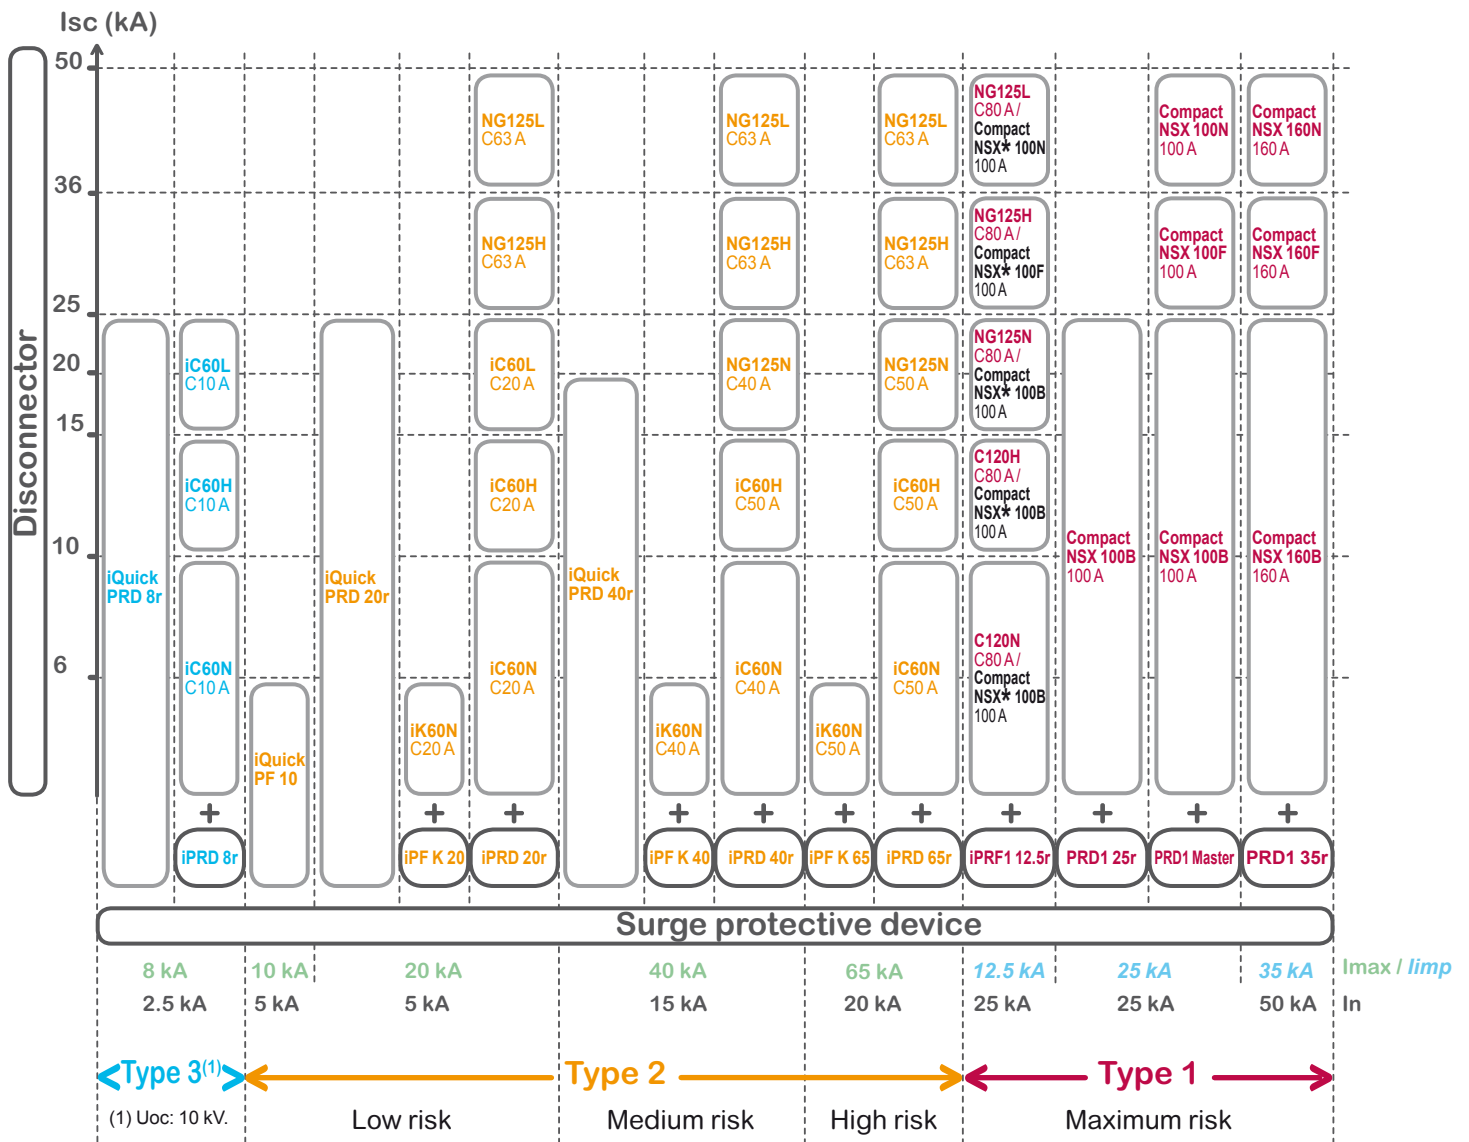 Isc (kA)
50
36
25
20
15
10
6
Disconnector
NG125L
C63 A
NG125L
C63 A
NG125L
C63 A
NG125L
C80 A /
Compact
NSX* 100N
100 A
Compact
NSX 100N
100 A
Compact
NSX 160N
160 A
NG125H
C63 A
NG125H
C63 A
NG125H
C63 A
NG125H
C80 A /
Compact
NSX* 100F
100 A
Compact
NSX 100F
100 A
Compact
NSX 160F
160 A
iC60L
C10 A
iC60L
C20 A
NG125N
C40 A
NG125N
C50 A
NG125N
C80 A /
Compact
NSX* 100B
100 A
iC60H
C10 A
iC60H
C20 A
iC60H
C50 A
iC60H
C50 A
C120H
C80 A /
Compact
NSX* 100B
100 A
iQuick
PRD 8r
iQuick
PRD 20r
iQuick
PRD 40r
Compact
NSX 100B
100 A
Compact
NSX 100B
100 A
Compact
NSX 160B
160 A
iC60N
C10 A
iC60N
C20 A
iC60N
C40 A
iC60N
C50 A
C120N
C80 A /
Compact
NSX* 100B
100 A
iQuick
PF 10
iK60N
C20 A
iK60N
C40 A
iK60N
C50 A
+ + + + + + + + + + +
iPRD 8r
iPF K 20
iPRD 20r
iPF K 40
iPRD 40r
iPF K 65
iPRD 65r
iPRF1 12.5r
PRD1 25r
PRD1 Master
PRD1 35r
Surge protective device
8 kA 10 kA 20 kA 40 kA 65 kA 12.5 kA 25 kA 35 kA Imax / Iimp
2.5 kA 5 kA 5 kA 15 kA 20 kA 25 kA 25 kA 50 kA In
Type 3(1) Type 2 Type 1
(1) Uoc: 10 kV. Low risk Medium risk High risk Maximum risk